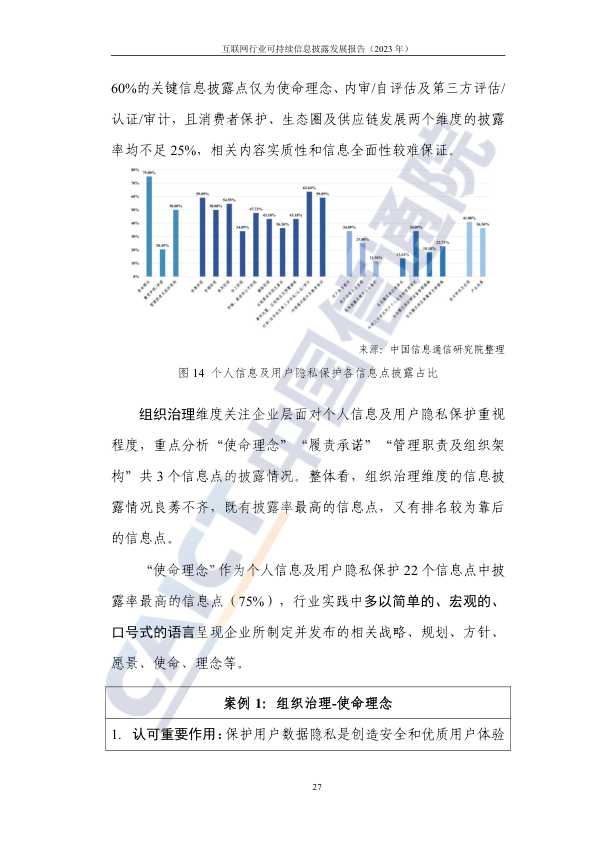 互联网行业可持续信息披露发展报告（2023 年）
60%的关键信息披露点仅为使命理念、内审/自评估及第三方评估/
认证/审计，且消费者保护、生态圈及供应链发展两个维度的披露
率均不足 25%，相关内容实质性和信息全面性较难保证。
80%
70%
60%
50%
40%
30%
20%
10%
0%
75.00%
20.45%
50.00%
59.09%
50.00%
54.55%
34.09%
47.73%
43.18%
36.36%
43.18%
63.64%
59.09%
34.09%
25.00%
13.64%
34.09%
18.18%
22.73%
36.36%
来源：中国信息通信研究院整理
图 14 个人信息及用户隐私保护各信息点披露占比
组织治理维度关注企业层面对个人信息及用户隐私保护重视
程度，重点分析“使命理念”“履责承诺”“管理职责及组织架
构”共 3 个信息点的披露情况。整体看，组织治理维度的信息披
露情况良莠不齐，既有披露率最高的信息点，又有排名较为靠后
的信息点。
“使命理念”作为个人信息及用户隐私保护 22 个信息点中披
露率最高的信息点（75%），行业实践中多以简单的、宏观的、
口号式的语言呈现企业所制定并发布的相关战略、规划、方针、
愿景、使命、理念等。
案例 1：组织治理-使命理念
1. 认可重要作用：保护用户数据隐私是创造安全和优质用户体验
27
CAICT 中国信通院